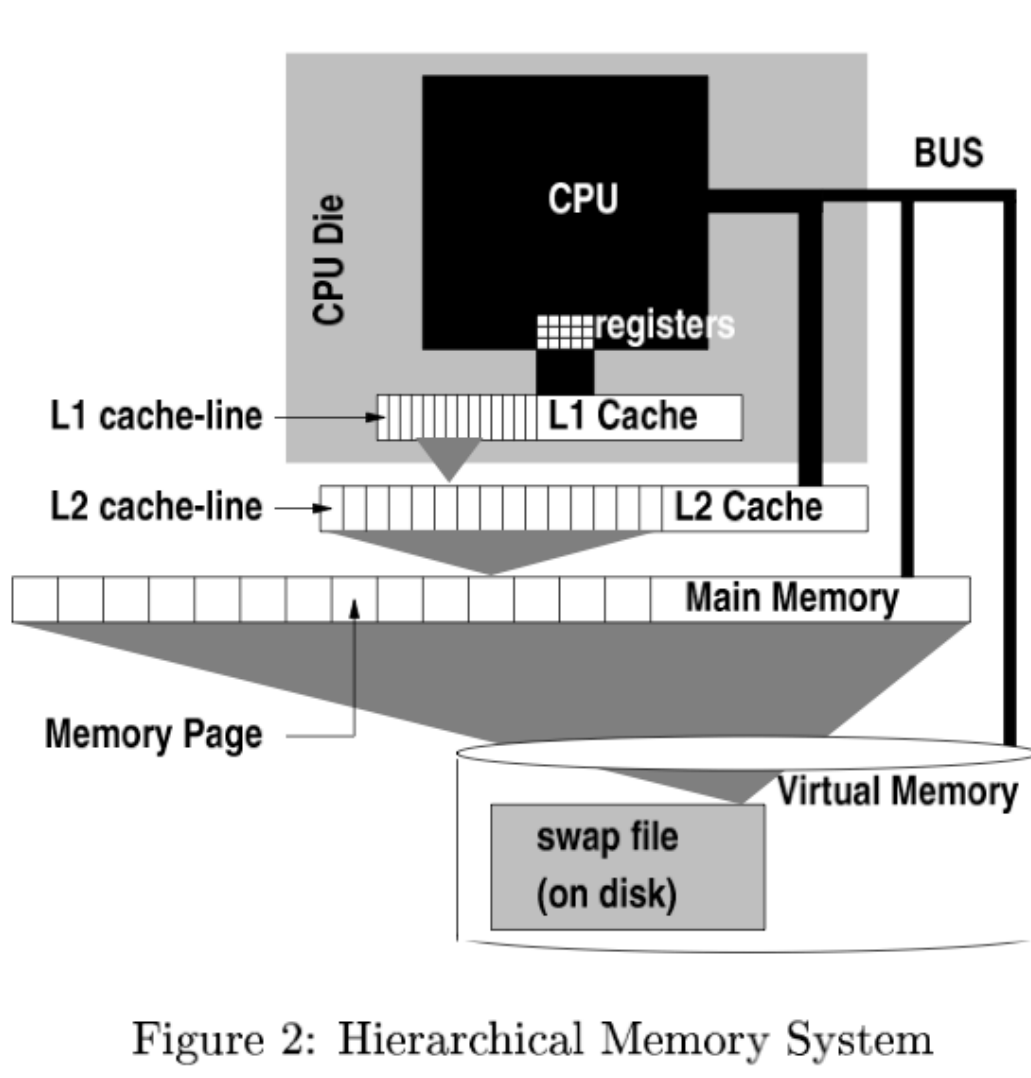 BUS
CPU
CPU Die
registers
L1 cache-line
L1 Cache
L2 cache-line
L2 Cache
Main Memory
Memory Page
Virtual Memory
swap file
(on disk)
Figure 2: Hierarchical Memory System